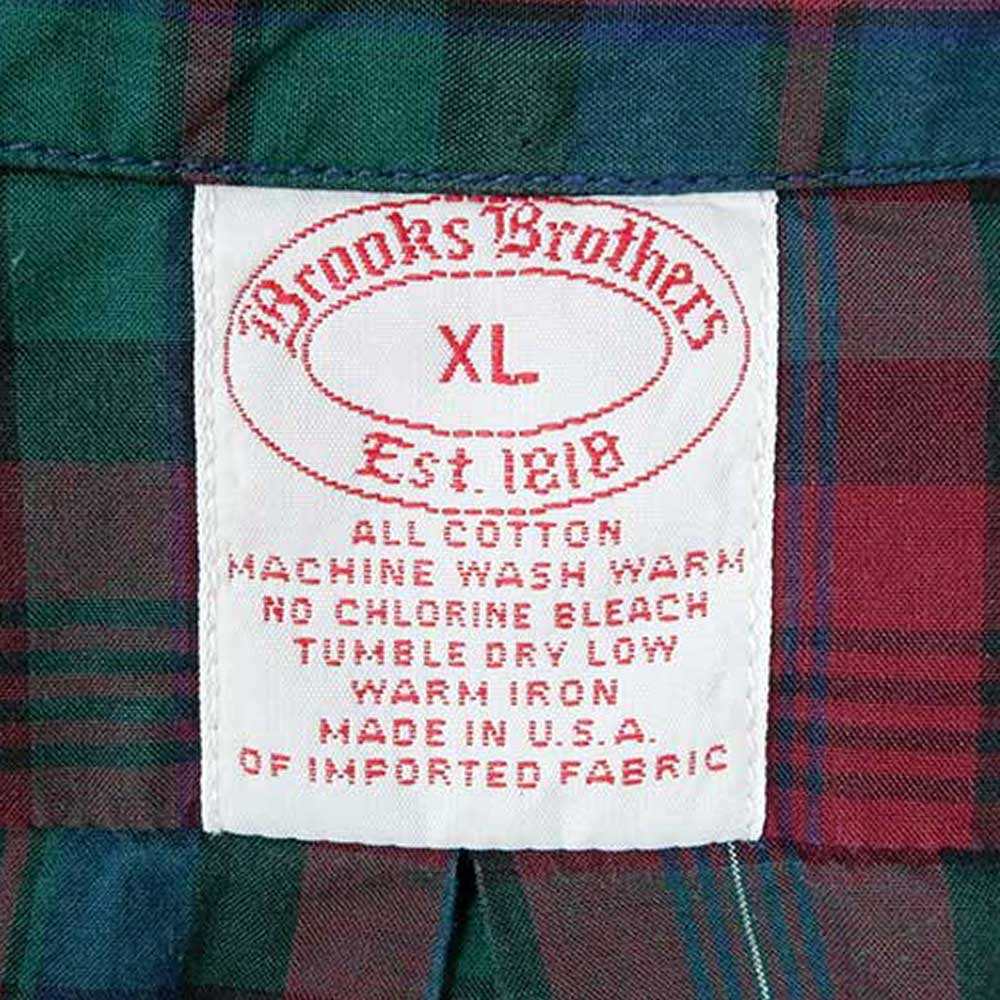 Brooks Brothers
XL
Est. 1818
ALL COTTON
MACHINE WASH WARM
NO CHLORINE BLEACH
TUMBLE DRY LOW
WARM IRON
MADE IN U.S.A.
OF IMPORTED FABRIC